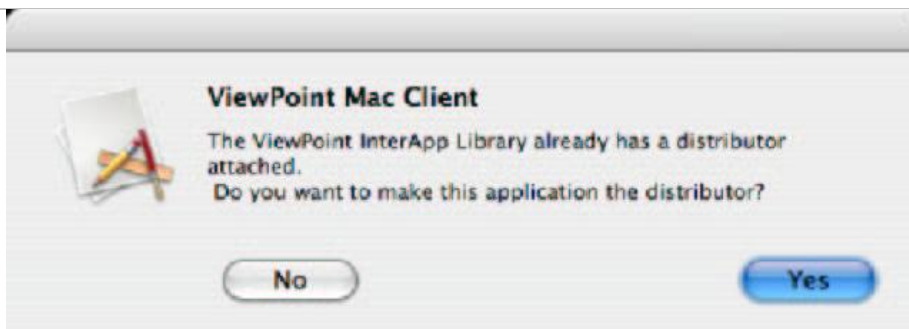 ViewPoint Mac Client
The ViewPoint InterApp Library already has a distributor
attached.
Do you want to make this application the distributor?
No
Yes